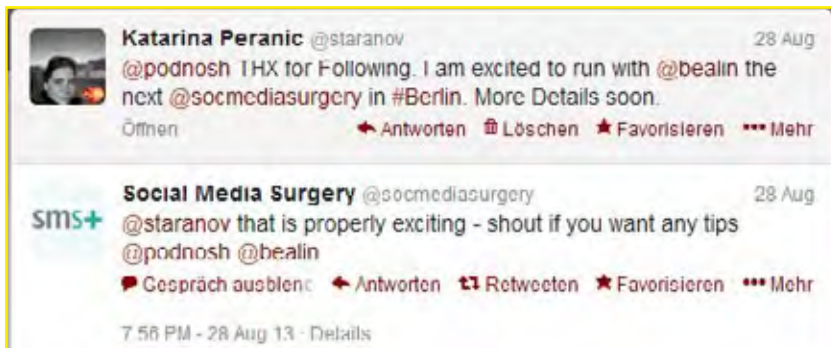 Katarina Peranic @staranov 28 Aug
@podnosh THX for Following. I am excited to run with @bealin the
next @socmediasurgery in #Berlin. More Details soon.
Öffnen Antworten Löschen Favorisieren Mehr
Social Media Surgery @socmediasurgery 28 Aug
sms+
@staranov that is properly exciting - shout if you want any tips
@podnosh @bealin
Gespräch ausblenc Antworten Retweeten Favorisieren Mehr
7:56 PM - 28 Aug 13 · Details